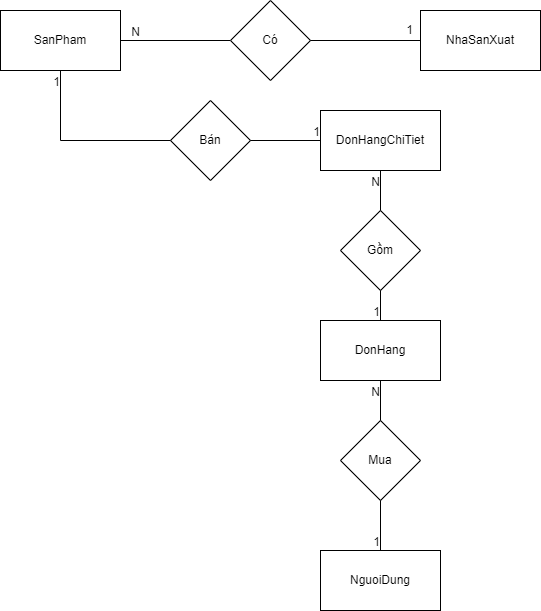 SanPham
N
Có
1
NhaSanXuat
1
Bán
1
DonHangChiTiet
N
Gồm
1
DonHang
N
Mua
1
NguoiDung